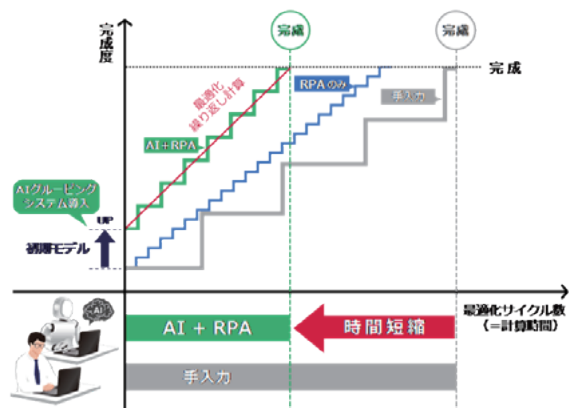 完成
完成
完成度
完成
最適化
繰り返し計算
RPAのみ
手入力
AI+RPA
AIグルーピング
システム導入
UP
初期モデル
最適化サイクル数
(=計算時間)
AI
AI + RPA
時間短縮
手入力